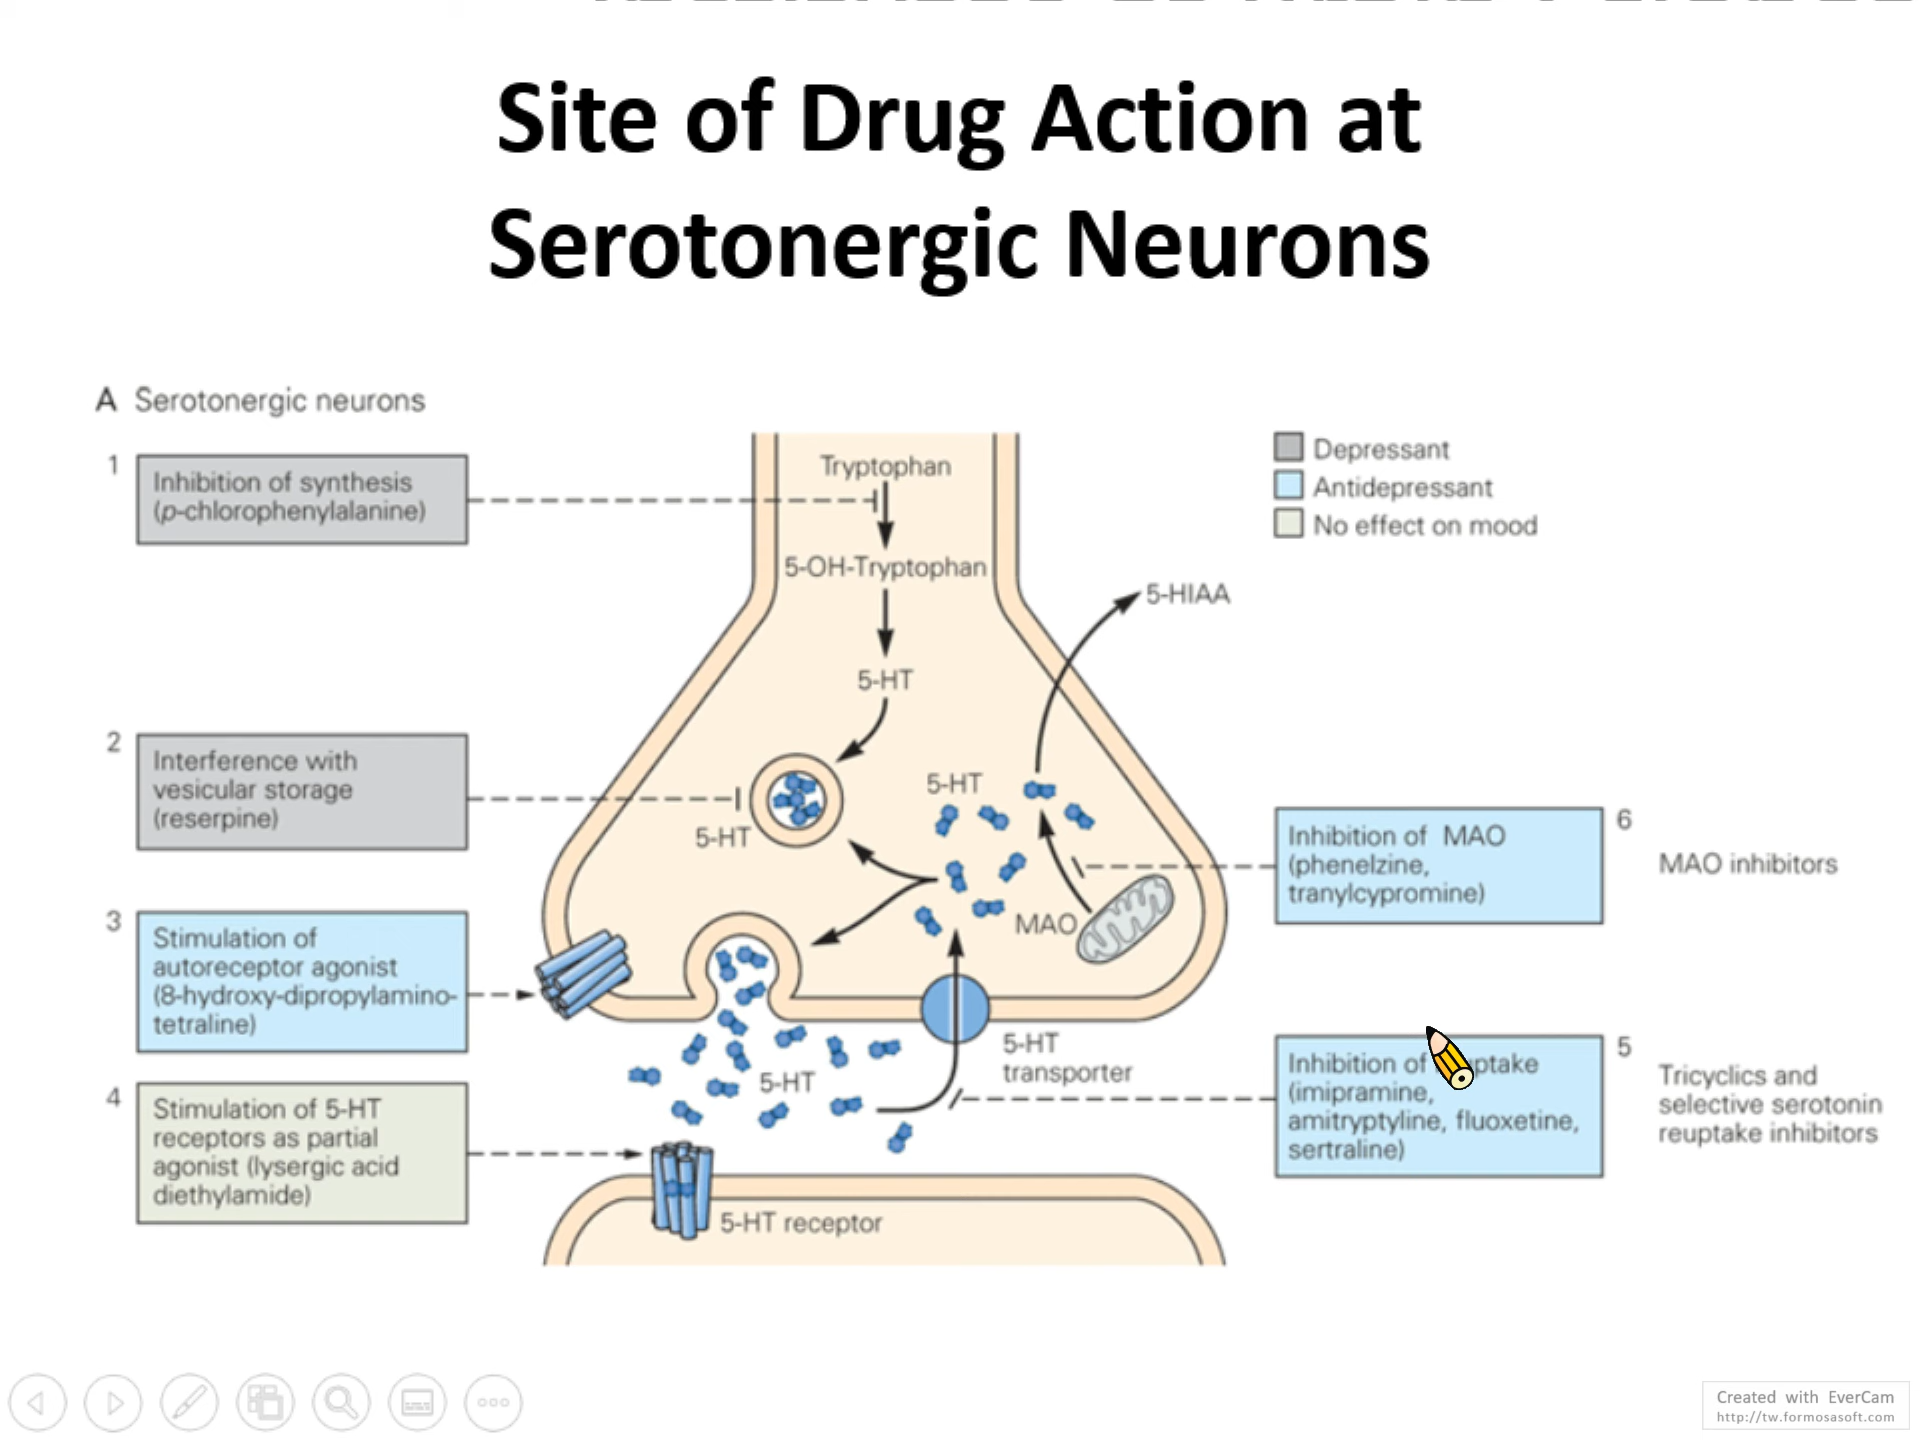 Site of Drug Action at
Serotonergic Neurons
A Serotonergic neurons
1
Inhibition of synthesis
(p-chlorophenylalanine)
Tryptophan
5-OH-Tryptophan
5-HT
Depressant
Antidepressant
No effect on mood
5-HIAA
2
Interference with
vesicular storage
(reserpine)
5-HT
5-HT
6
Inhibition of MAO
(phenelzine,
tranylcypromine)
MAO inhibitors
MAO
3
Stimulation of
autoreceptor agonist
(8-hydroxy-dipropylamino-
tetraline)
4
Stimulation of 5-HT
receptors as partial
agonist (lysergic acid
diethylamide)
5-HT
5-HT
transporter
5-HT receptor
5
Inhibition of
(imipramine,
amitryptyline, fluoxetine,
sertraline)
Tricyclics and
selective serotonin
reuptake inhibitors
Created with EverCam
http://tw.formosasoft.com